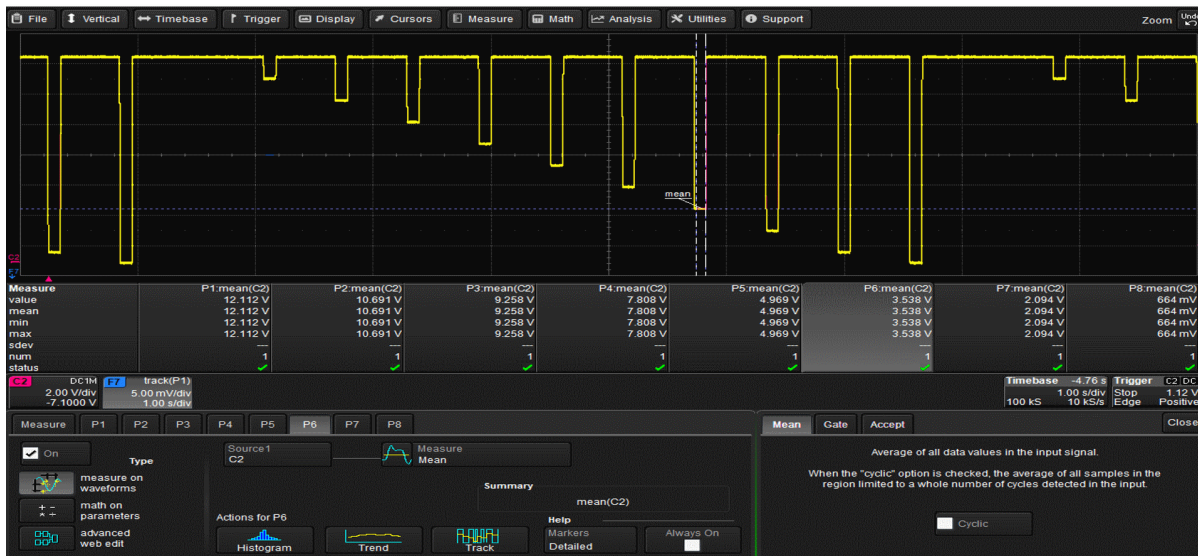 File Vertical Timebase Trigger Display Cursors Measure Math Analysis Utilities Support Zoom Undo
mean
C2
F7
Measure P1:mean(C2) P2:mean(C2) P3:mean(C2) P4:mean(C2) P5:mean(C2) P6:mean(C2) P7:mean(C2) P8:mean(C2)
value 12.112 V 10.691 V 9.258 V 7.808 V 4.969 V 3.538 V 2.094 V 664 mV
mean 12.112 V 10.691 V 9.258 V 7.808 V 4.969 V 3.538 V 2.094 V 664 mV
min 12.112 V 10.691 V 9.258 V 7.808 V 4.969 V 3.538 V 2.094 V 664 mV
max 12.112 V 10.691 V 9.258 V 7.808 V 4.969 V 3.538 V 2.094 V 664 mV
sdev --- --- --- --- --- --- --- ---
num 1 1 1 1 1 1 1 1
status
C2 DC1M F7 track(P1) Timebase -4.76 s Trigger C2 DC
2.00 V/div 5.00 mV/div 1.00 s/div Stop 1.12 V
-7.1000 V 1.00 s/div 100 kS 10 kS/s Edge Positive
Measure P1 P2 P3 P4 P5 P6 P7 P8 Mean Gate Accept Close
On
Type
Source1
C2
Measure
Mean
measure on
waveforms
math on
parameters
advanced
web edit
Summary
mean(C2)
Actions for P6
Histogram
Trend
Track
Help
Markers
Detailed
Always On
Average of all data values in the input signal.
When the "cyclic" option is checked, the average of all samples in the
region limited to a whole number of cycles detected in the input.
Cyclic